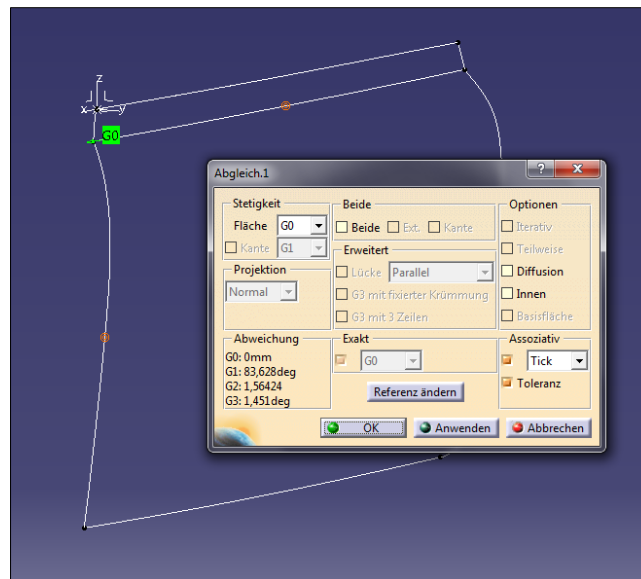 z
x
y
G0
Abgleich.1
?
x
Stetigkeit
Fläche G0
Kante G1
Projektion
Normal
Abweichung
G0: 0mm
G1: 83,628deg
G2: 1,56424
G3: 1,451deg
Beide
Beide Ext. Kante
Erweitert
Lücke Parallel
G3 mit fixierter Krümmung
G3 mit 3 Zeilen
Exakt
G0
Referenz ändern
Optionen
Iterativ
Teilweise
Diffusion
Innen
Basisfläche
Assoziativ
Tick
Toleranz
OK Anwenden Abbrechen